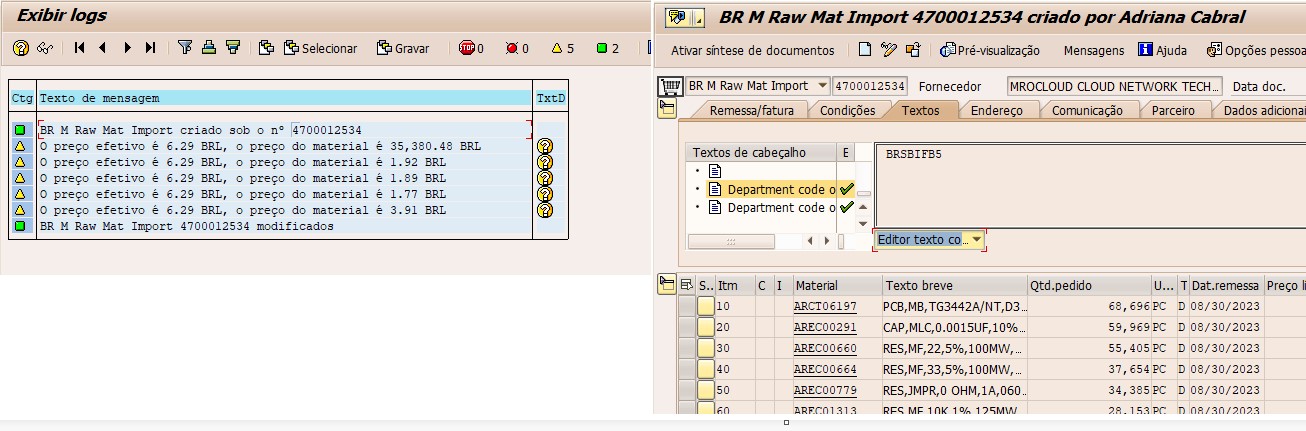 Exibir logs
Selecionar Gravar 0 0 5 2
Ctg Texto de mensagem TxtD
BR M Raw Mat Import criado sob o nº 4700012534
O preço efetivo é 6.29 BRL, o preço do material é 35,380.48 BRL
O preço efetivo é 6.29 BRL, o preço do material é 1.92 BRL
O preço efetivo é 6.29 BRL, o preço do material é 1.89 BRL
O preço efetivo é 6.29 BRL, o preço do material é 1.77 BRL
O preço efetivo é 6.29 BRL, o preço do material é 3.91 BRL
BR M Raw Mat Import 4700012534 modificados
BR M Raw Mat Import 4700012534 criado por Adriana Cabral
Ativar síntese de documentos Pré-visualização Mensagens Ajuda Opções pessoa
BR M Raw Mat Import 4700012534 Fornecedor MROCLOUD CLOUD NETWORK TECH... Data doc.
Remessa/fatura Condições Textos Endereço Comunicação Parceiro Dados adicionai
Textos de cabeçalho E BRSBIFB5
Department code o
Department code o
Editor texto co...
S.. Itm C I Material Texto breve Qtd.pedido U... T Dat.remessa Preço lí
10 ARCT06197 PCB,MB,TG3442A/NT,D3... 68,696 PC D 08/30/2023
20 AREC00291 CAP,MLC,0.0015UF,10%... 59,969 PC D 08/30/2023
30 AREC00660 RES,MF,22,5%,100MW,... 55,405 PC D 08/30/2023
40 AREC00664 RES,MF,33,5%,100MW,... 37,654 PC D 08/30/2023
50 AREC00779 RES,JMPR,0 OHM,1A,060... 34,385 PC D 08/30/2023
60 AREC01313 RES,MF,10K,1%,125MW, 28,153 PC D 08/30/2023